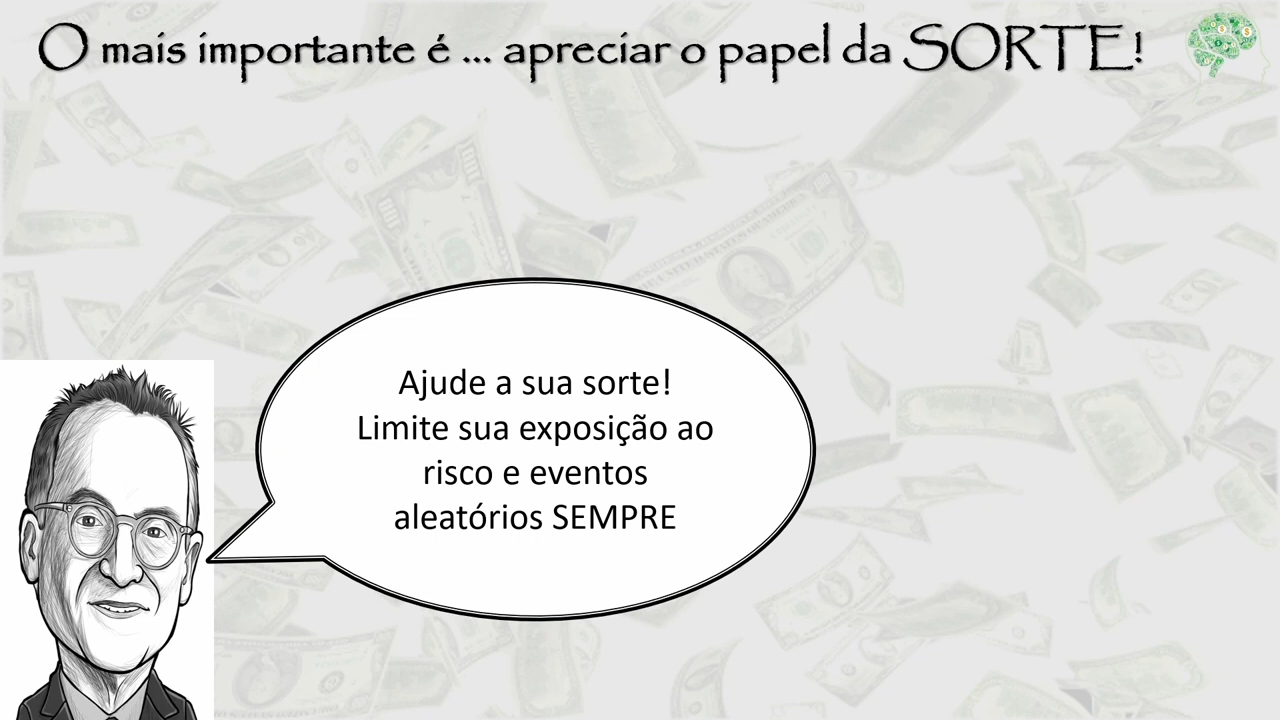 O mais importante é ... apreciar o papel da SORTE!
Ajude a sua sorte!
Limite sua exposição ao
risco e eventos
aleatórios SEMPRE